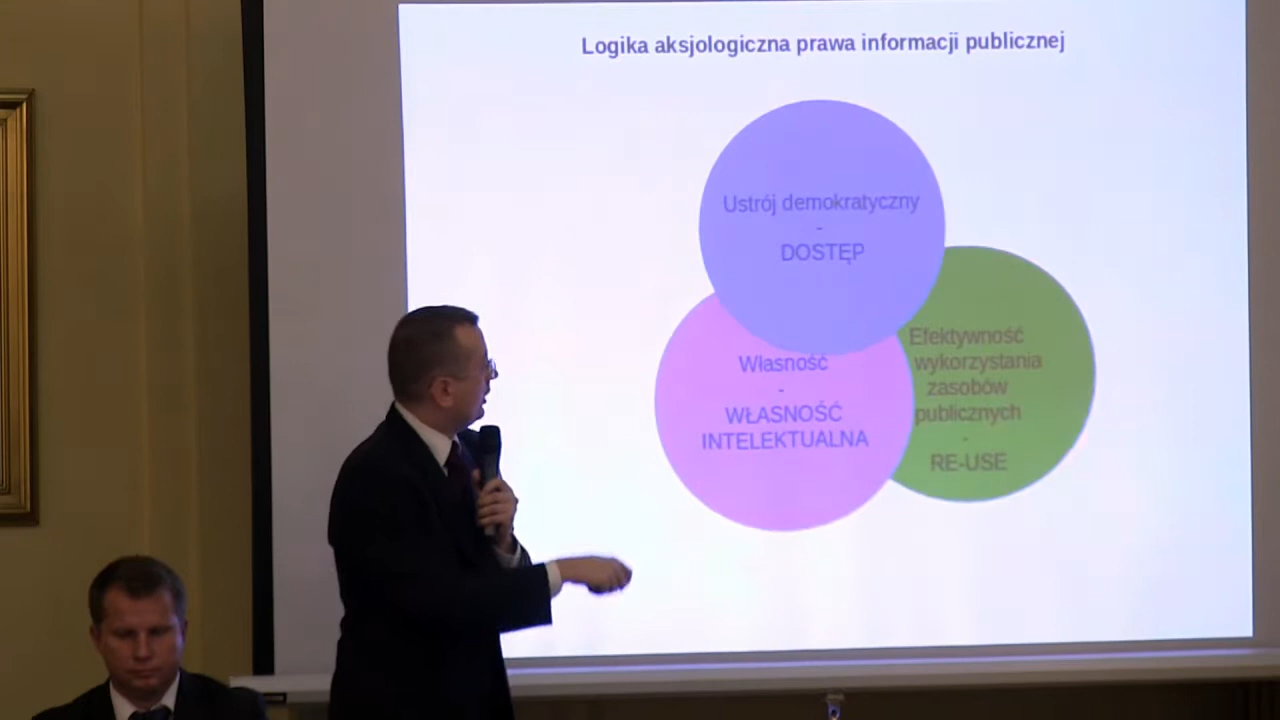 Logika aksjologiczna prawa informacji publicznej
Ustrój demokratyczny
-
DOSTĘP
Własność
-
WŁASNOŚĆ
INTELEKTUALNA
Efektywność
wykorzystania
zasobów
publicznych
-
RE-USE